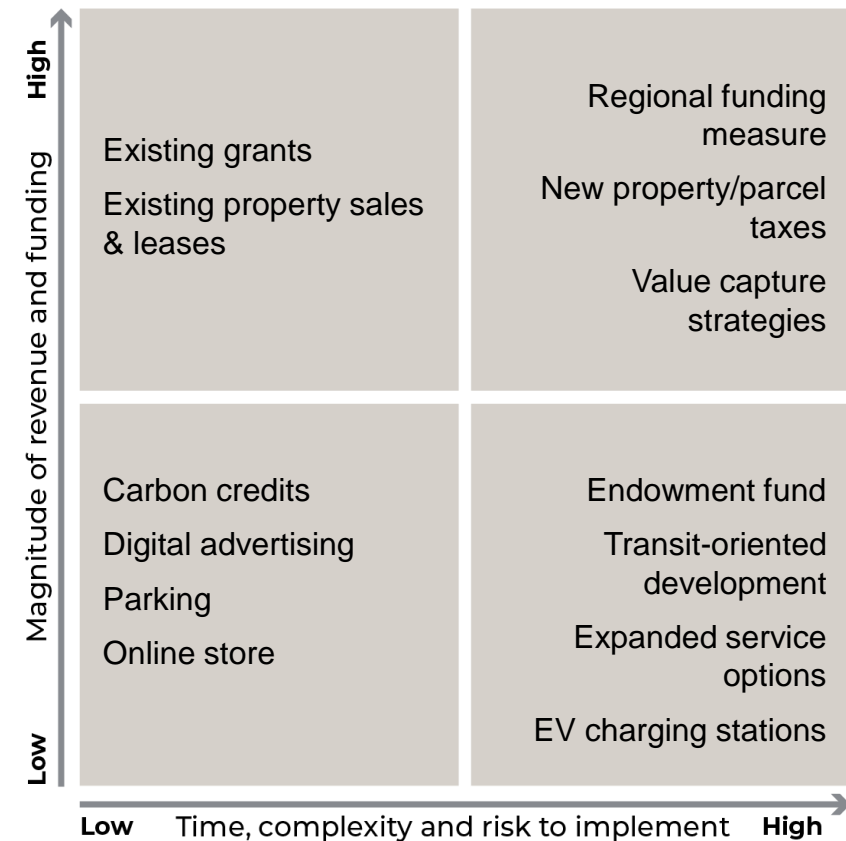 High
Magnitude of revenue and funding
Low
Existing grants
Existing property sales
& leases
Regional funding
measure
New property/parcel
taxes
Value capture
strategies
Carbon credits
Digital advertising
Parking
Online store
Endowment fund
Transit-oriented
development
Expanded service
options
EV charging stations
Low Time, complexity and risk to implement High